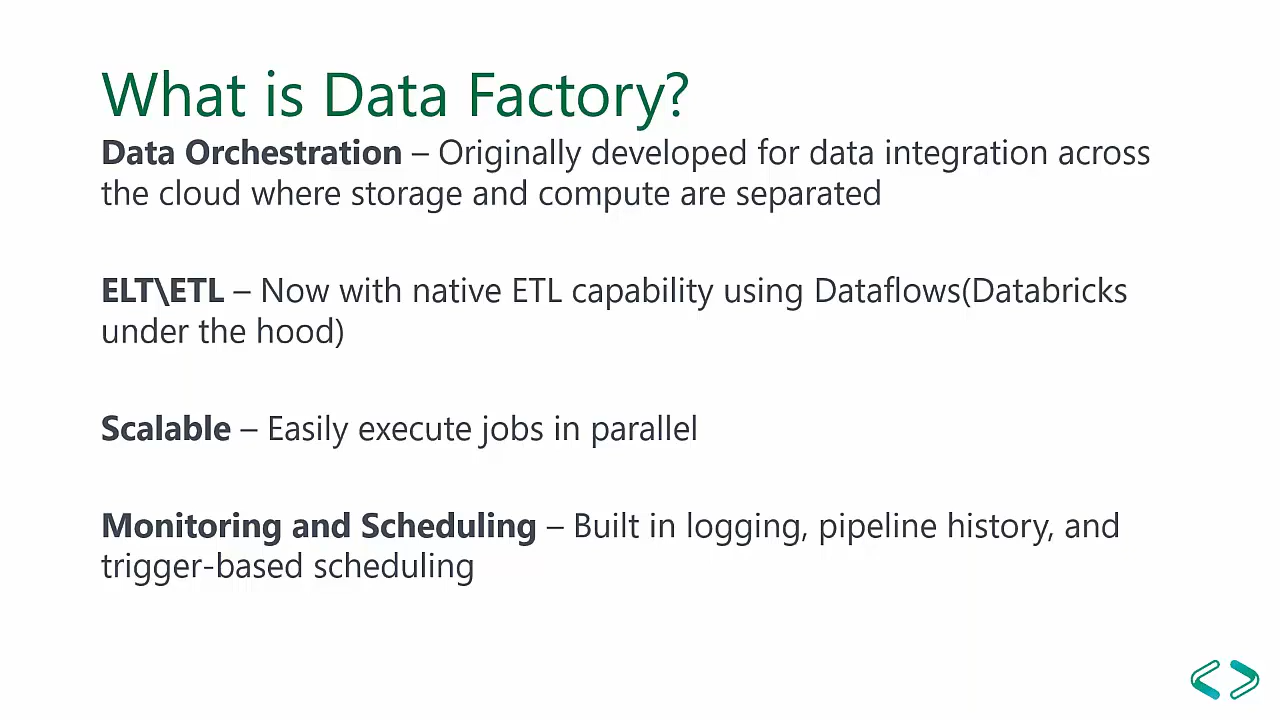 What is Data Factory?
Data Orchestration – Originally developed for data integration across
the cloud where storage and compute are separated
ELT\ETL – Now with native ETL capability using Dataflows(Databricks
under the hood)
Scalable – Easily execute jobs in parallel
Monitoring and Scheduling – Built in logging, pipeline history, and
trigger-based scheduling